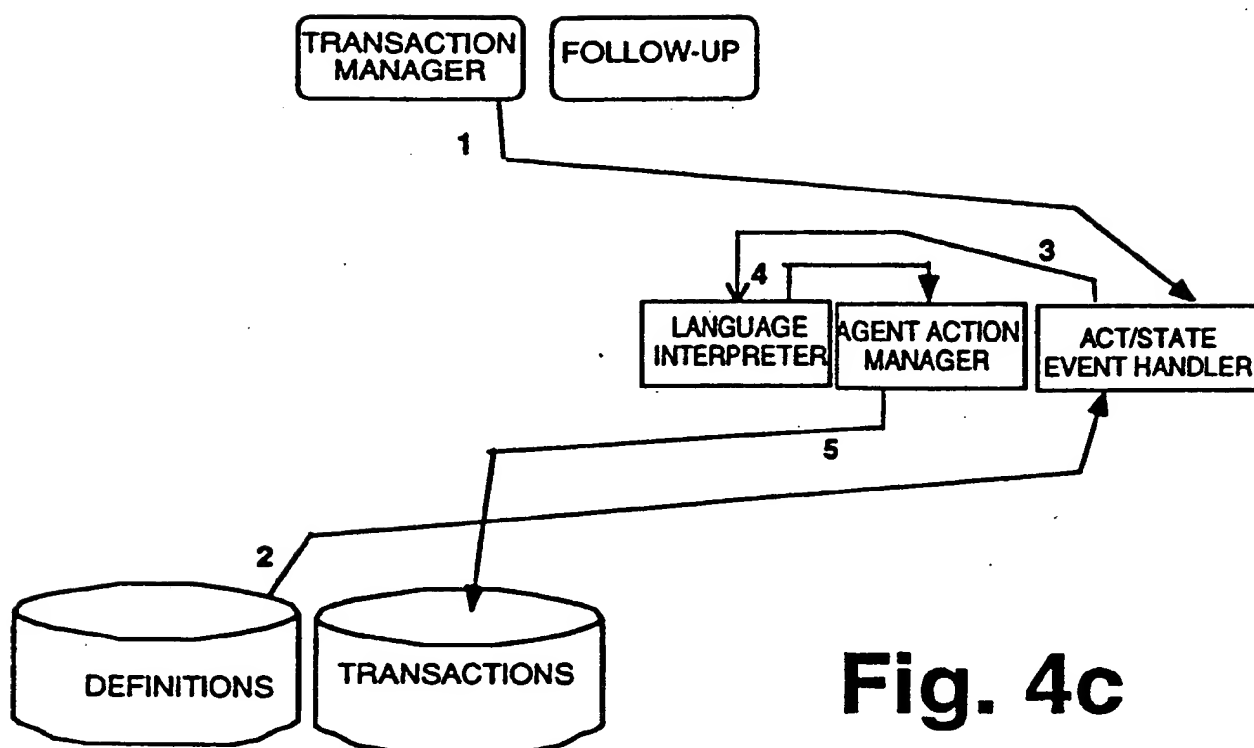 TRANSACTION
MANAGER
FOLLOW-UP
1
3
4
LANGUAGE
INTERPRETER
AGENT ACTION
MANAGER
ACT/STATE
EVENT HANDLER
5
2
DEFINITIONS
TRANSACTIONS
Fig. 4c